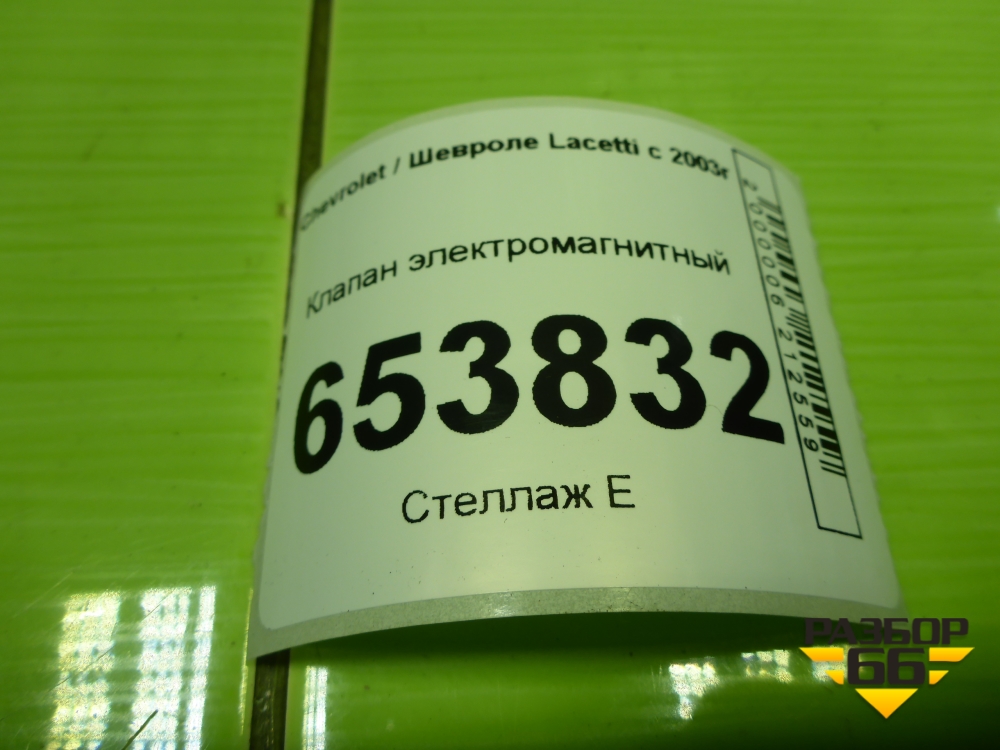 Chevrolet / Шевроле Lacetti с 2003г
Клапан электромагнитный
653832
Стеллаж Е
2000006212559
РАЗБОР
66